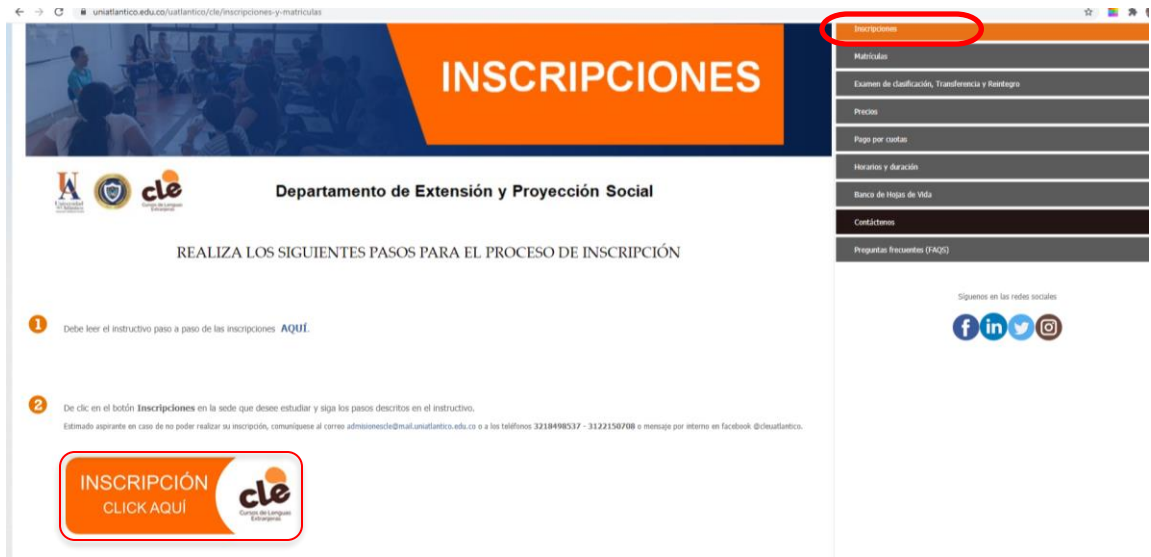 uniatlantico.edu.co/uatlantico/cle/inscripciones-y-matriculas
INSCRIPCIONES
Inscripciones
Matrículas
Examen de clasificación, Transferencia y Reintegro
Precios
Pago por cuotas
Horarios y duración
Banco de Hojas de Vida
Contáctenos
Preguntas frecuentes (FAQS)
Síguenos en las redes sociales
UA
cle
Cursos de Lenguas
Extranjeras
Departamento de Extensión y Proyección Social
REALIZA LOS SIGUIENTES PASOS PARA EL PROCESO DE INSCRIPCIÓN
1 Debe leer el instructivo paso a paso de las inscripciones AQUÍ.
2 De clic en el botón Inscripciones en la sede que desee estudiar y siga los pasos descritos en el instructivo.
Estimado aspirante en caso de no poder realizar su inscripción, comuníquese al correo admisionescle@mail.uniatlantico.edu.co o a los teléfonos 3218498537 - 3122150708 o mensaje por interno en facebook @cleuatlantico.
INSCRIPCIÓN
CLICK AQUÍ
cle
Cursos de Lenguas
Extranjeras